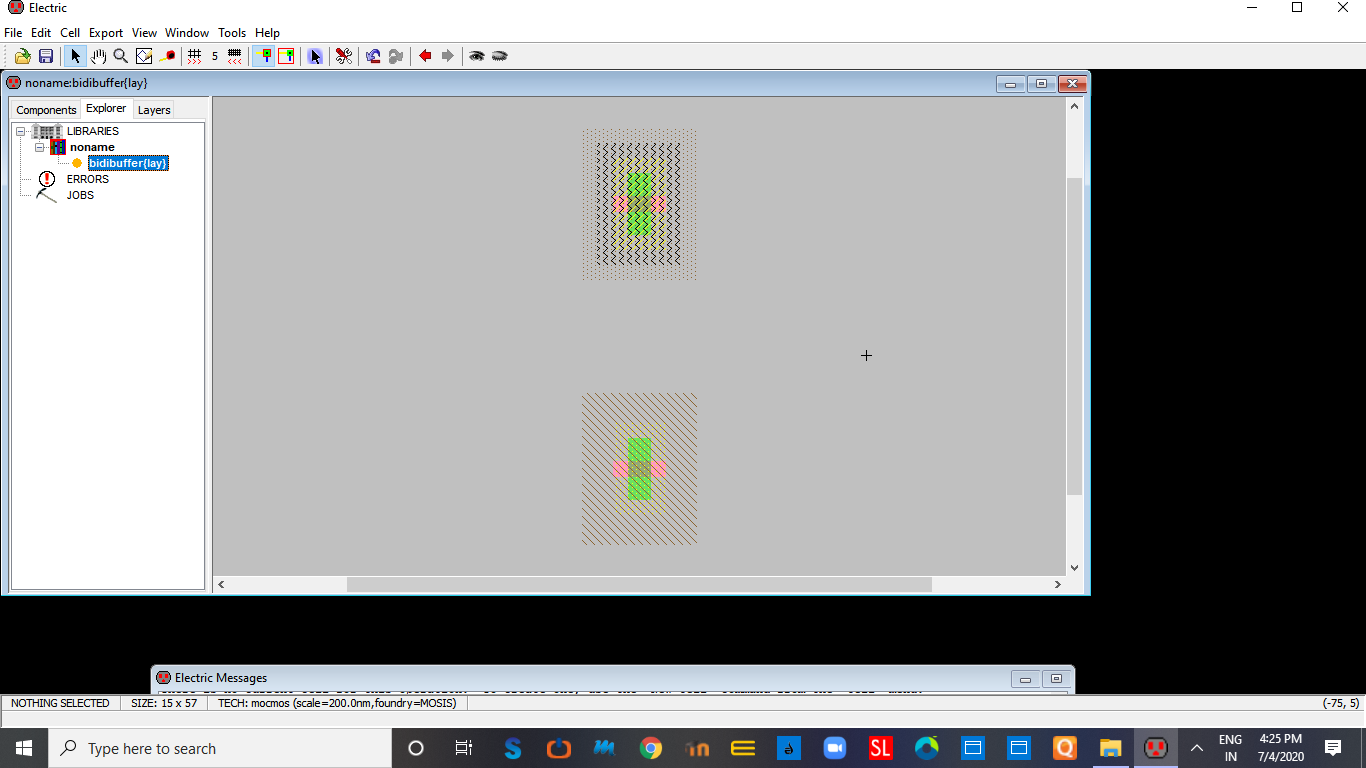 Electric
File Edit Cell Export View Window Tools Help
5
noname:bidibuffer{lay}
Components Explorer Layers
LIBRARIES
noname
bidibuffer{lay}
ERRORS
JOBS
Electric Messages
NOTHING SELECTED SIZE: 15 x 57 TECH: mocmos (scale=200.0nm,foundry=MOSIS) (-75, 5)
Type here to search
SL
ENG
IN
4:25 PM
7/4/2020